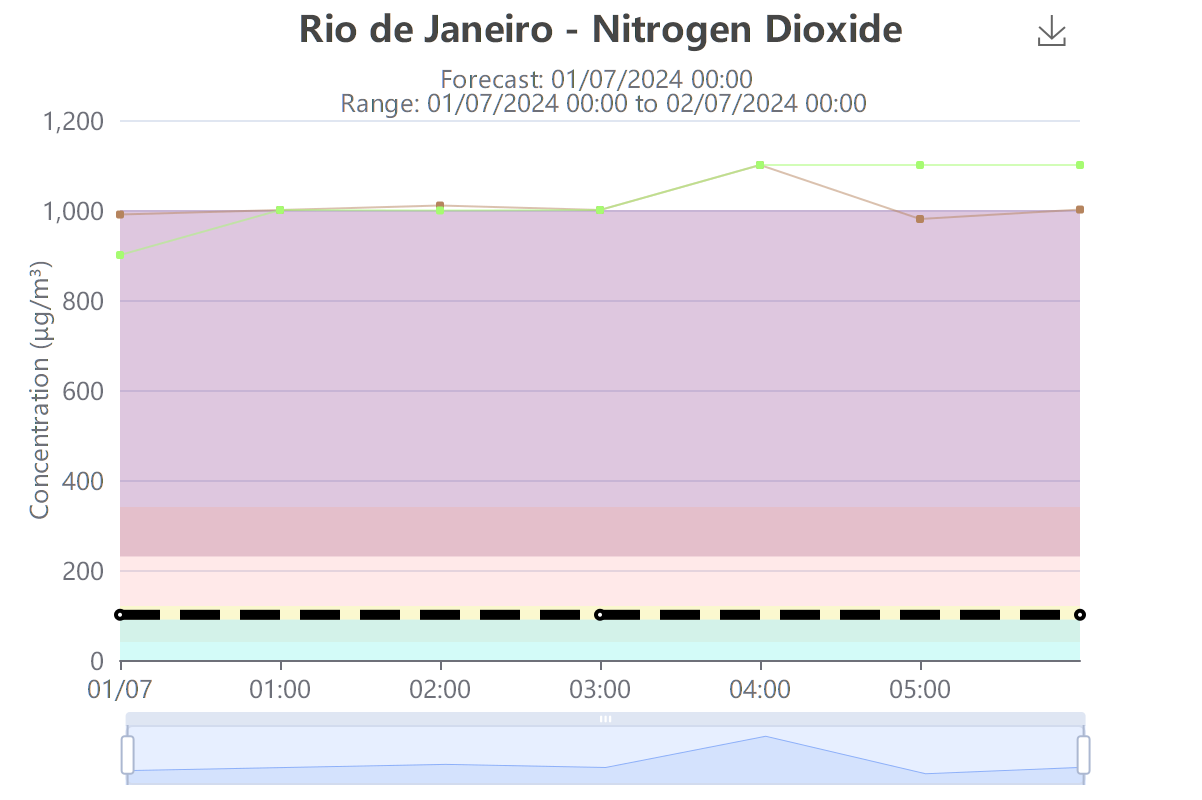 Rio de Janeiro - Nitrogen Dioxide
Forecast: 01/07/2024 00:00
Range: 01/07/2024 00:00 to 02/07/2024 00:00
Concentration (µg/m³)
1,200
1,000
800
600
400
200
0
01/07 01:00 02:00 03:00 04:00 05:00